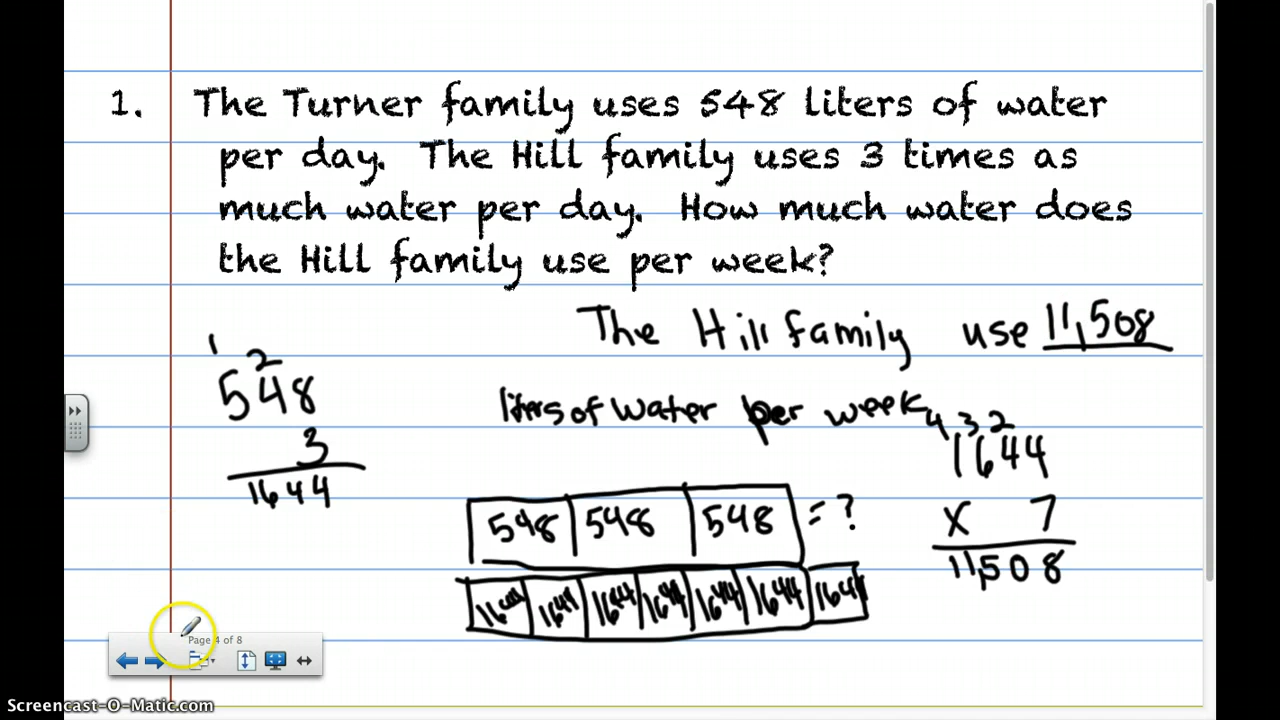 1. The Turner family uses 548 liters of water
per day. The Hill family uses 3 times as
much water per day. How much water does
the Hill family use per week?
The Hill family use 11,508
liters of water per week
1 2
548
3
1644
4 3 2
1644
x 7
11,508
548 548 548 = ?
1644 1644 1644 1644 1644 1644 1644
Page 4 of 8
Screencast-O-Matic.com